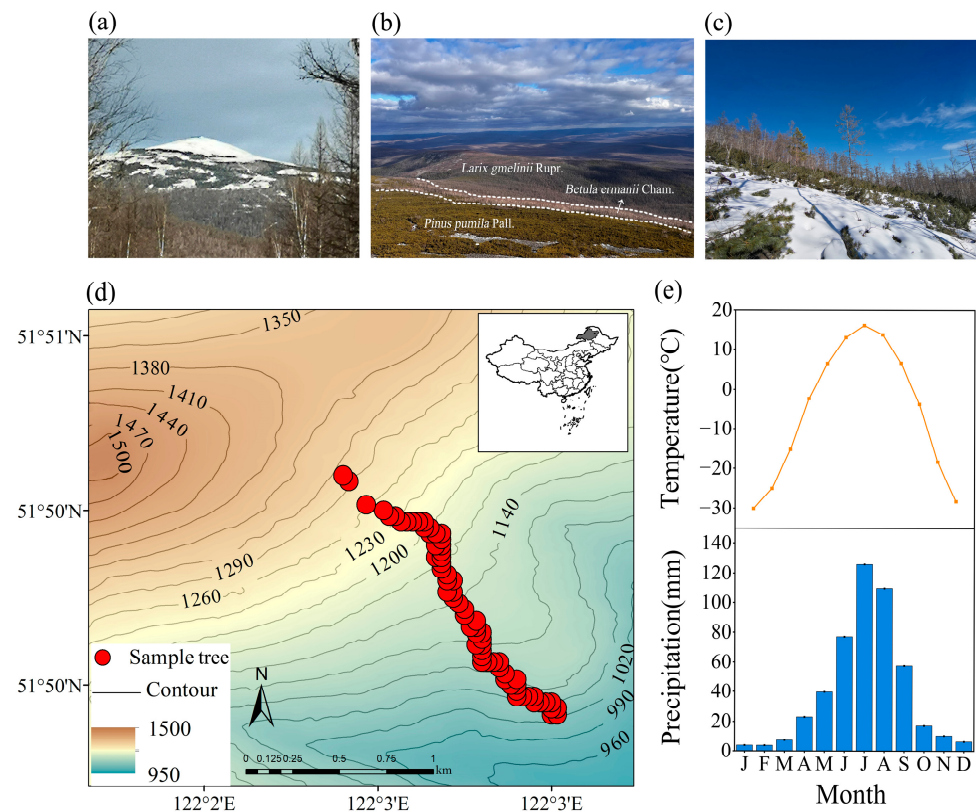 (a)
(b)
(c)
Larix gmelinii Rupr.
Betula ermanii Cham.
Pinus pumila Pall.
(d)
51°51'N
51°50'N
51°50'N
1350
1380
1410
1440
1470
1500
1140
1230
1200
1290
1260
1020
990
960
Sample tree
Contour
1500
950
N
0 0.125 0.25 0.5 0.75 1
km
122°2'E 122°3'E 122°3'E
(e)
Temperature(°C)
20
10
0
−10
−20
−30
Precipitation(mm)
140
120
100
80
60
40
20
0
J F M A M J J A S O N D
Month